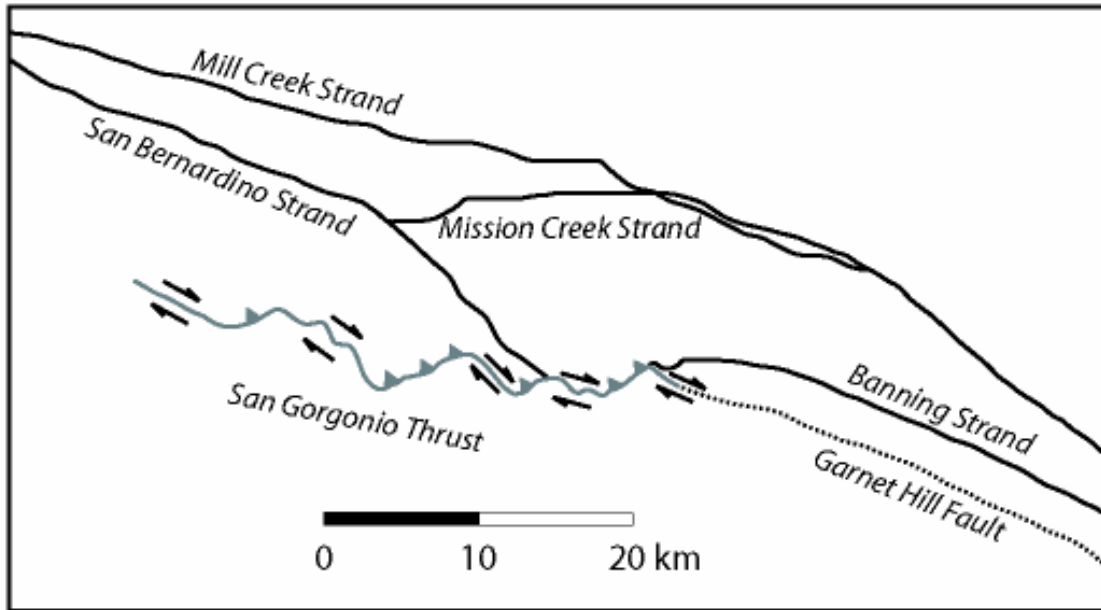 Mill Creek Strand
San Bernardino Strand
Mission Creek Strand
San Gorgonio Thrust
Banning Strand
Garnet Hill Fault
0 10 20 km